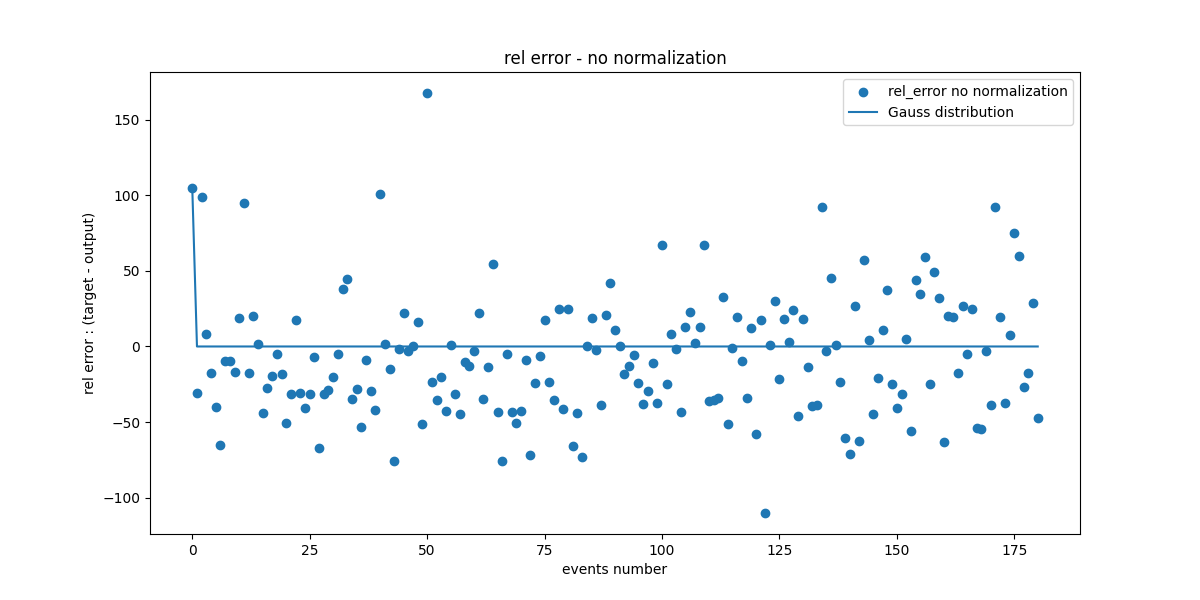 rel error - no normalization
rel_error no normalization
Gauss distribution
rel error : (target - output)
150
100
50
0
−50
−100
0
25
50
75
100
125
150
175
events number